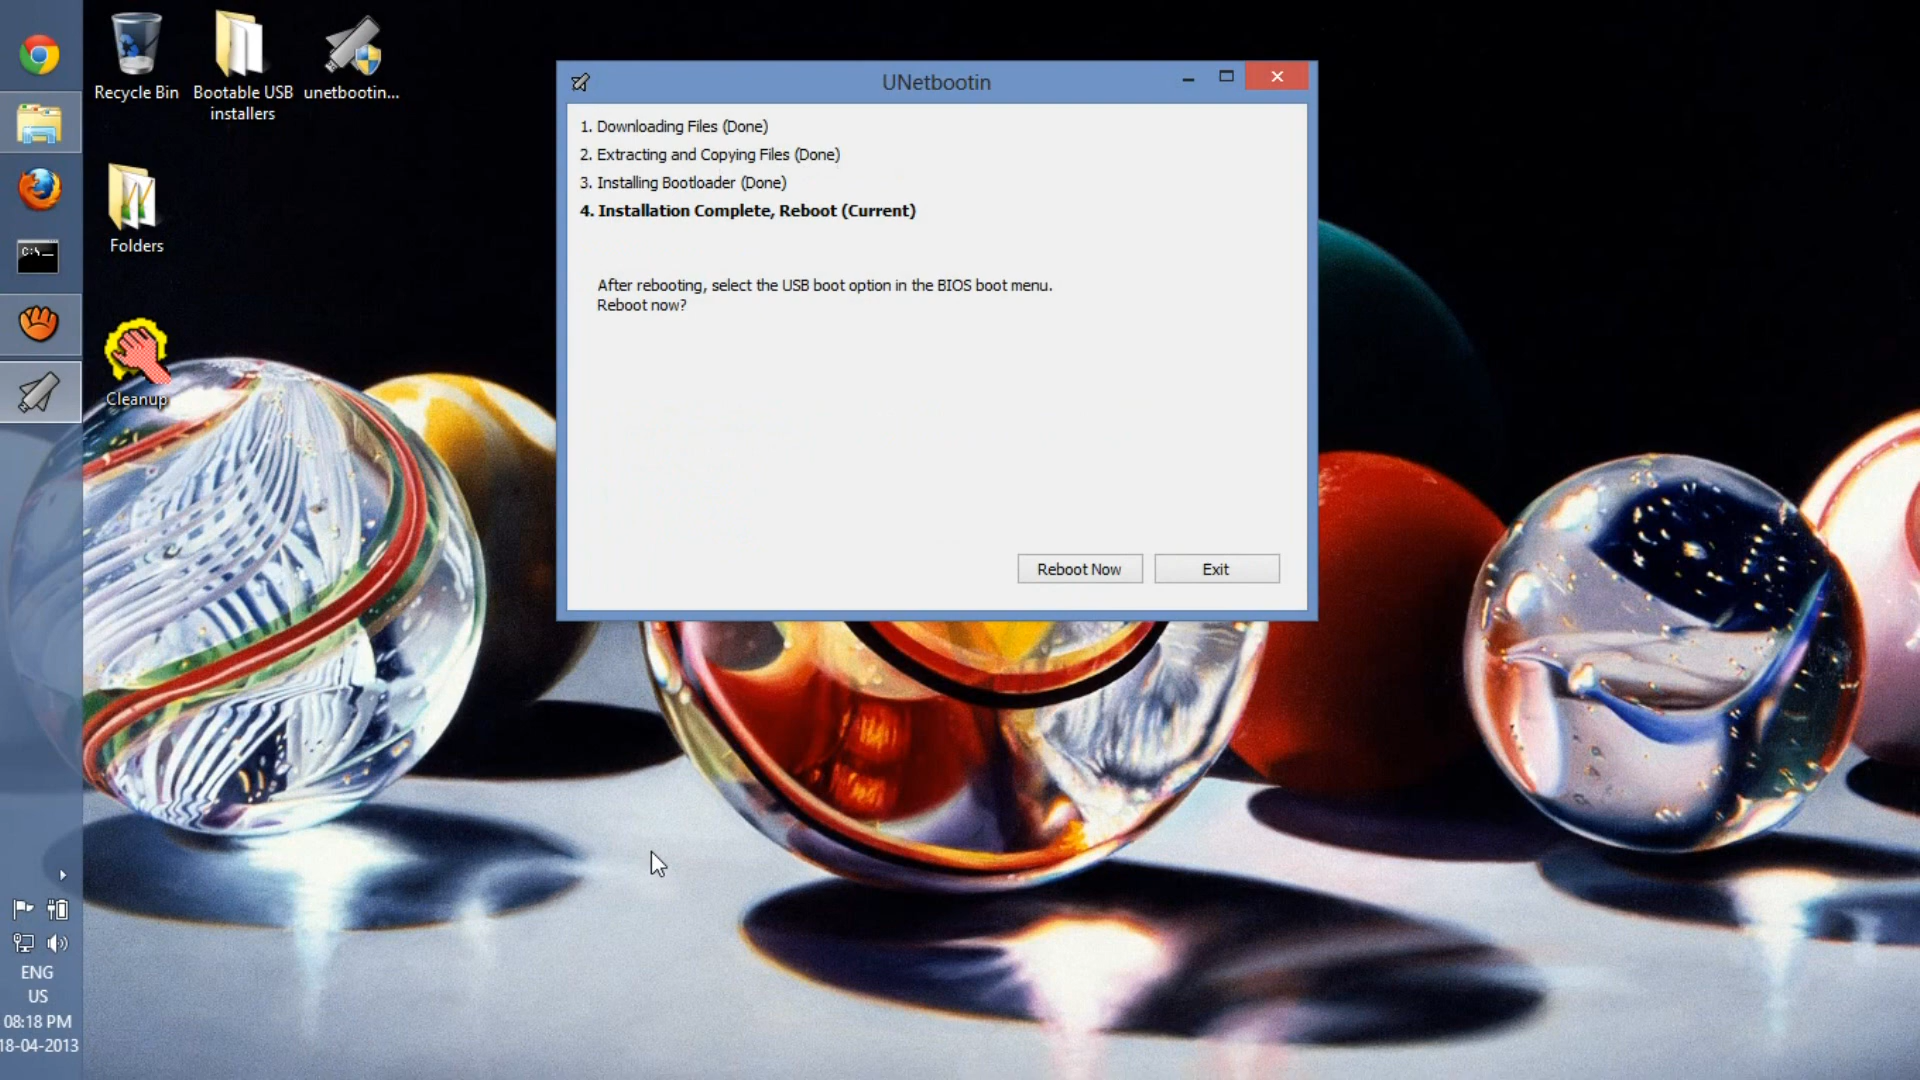 Recycle Bin
Bootable USB
installers
unetbootin...
Folders
Cleanup
C:\
UNetbootin
1. Downloading Files (Done)
2. Extracting and Copying Files (Done)
3. Installing Bootloader (Done)
4. Installation Complete, Reboot (Current)
After rebooting, select the USB boot option in the BIOS boot menu.
Reboot now?
Reboot Now
Exit
ENG
US
08:18 PM
18-04-2013